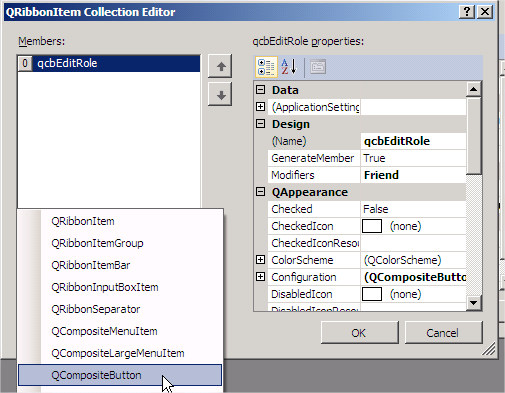 QRibbonItem Collection Editor
Members:
0 qcbEditRole
QRibbonItem
QRibbonItemGroup
QRibbonItemBar
QRibbonInputBoxItem
QRibbonSeparator
QCompositeMenuItem
QCompositeLargeMenuItem
QCompositeButton
qcbEditRole properties:
Data
(ApplicationSetting
Design
(Name) qcbEditRole
GenerateMember True
Modifiers Friend
QAppearance
Checked False
CheckedIcon (none)
CheckedIconResou
ColorScheme (QColorScheme)
Configuration (QCompositeButto
DisabledIcon (none)
OK Cancel